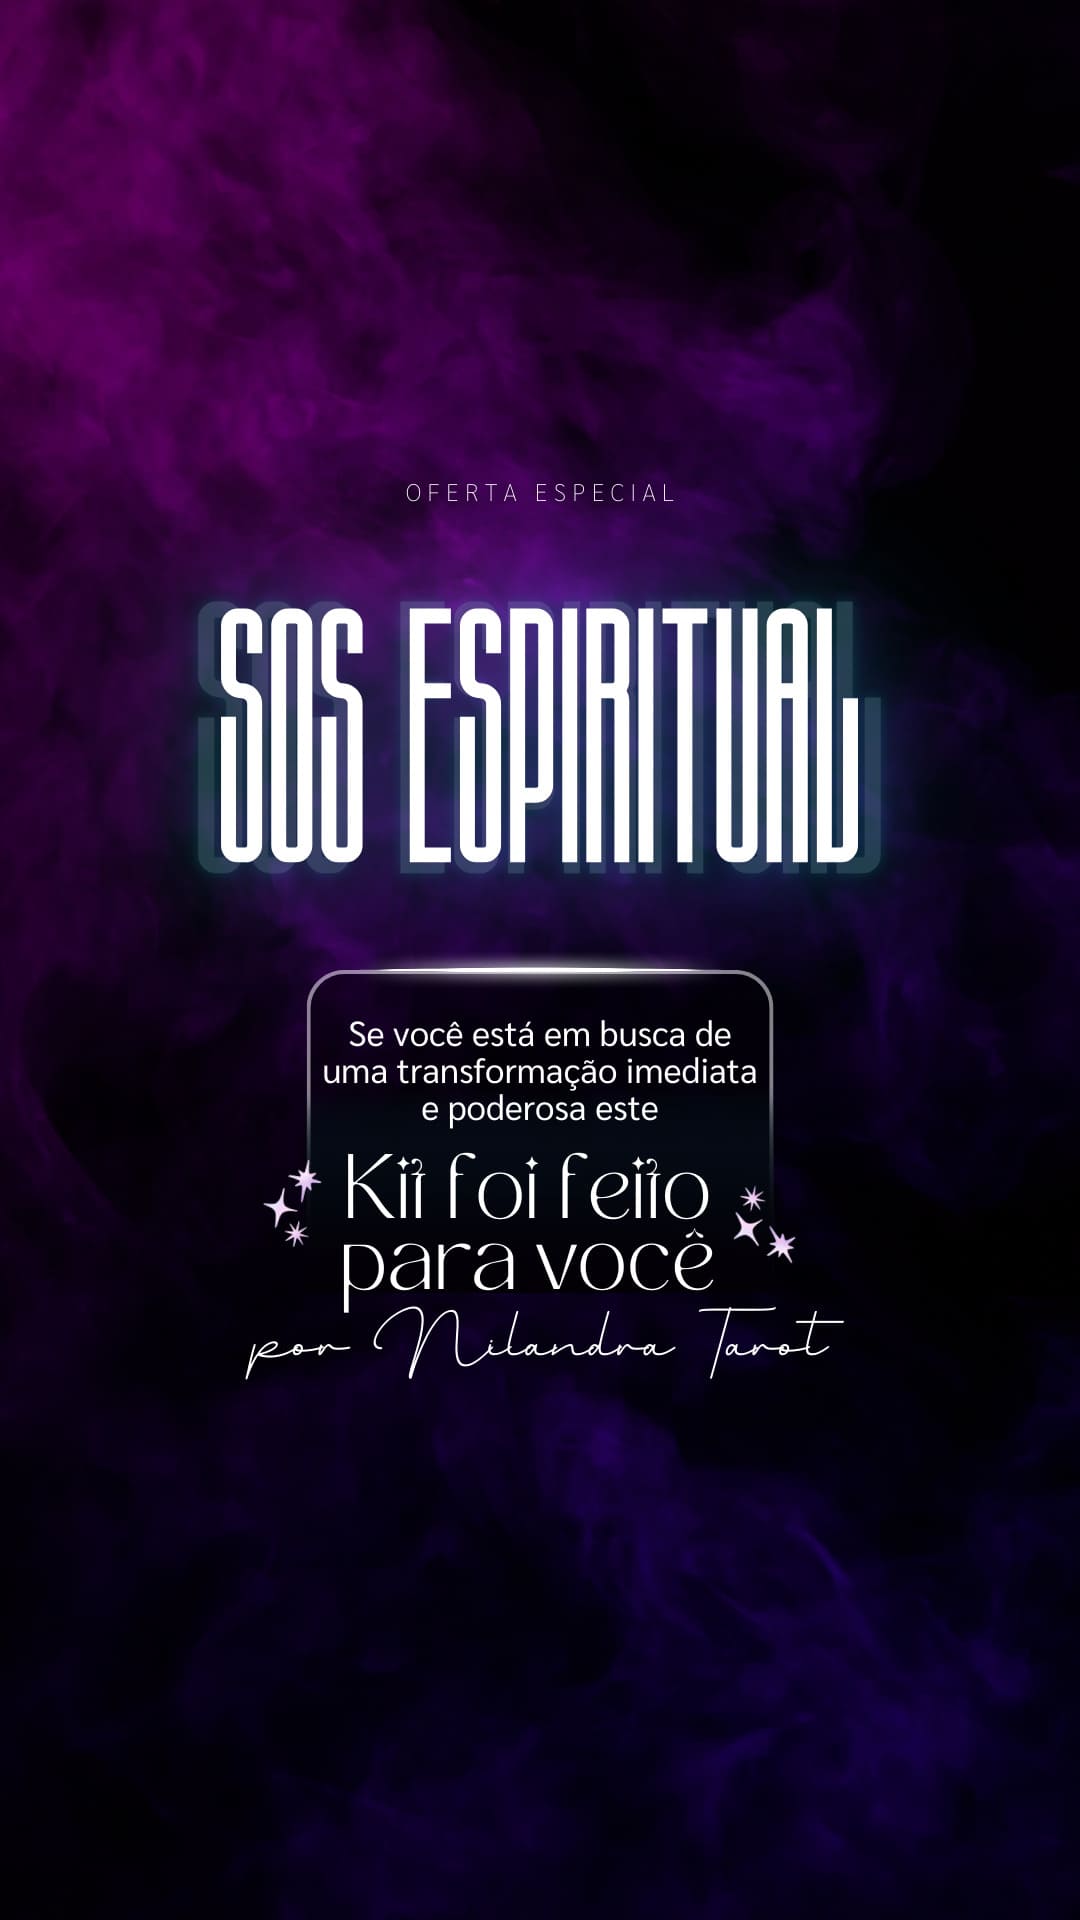 OFERTA ESPECIAL
SOS ESPIRITUAL
Se você está em busca de
uma transformação imediata
e poderosa este
Kit foi feito
para você
por Nilandra Tarot